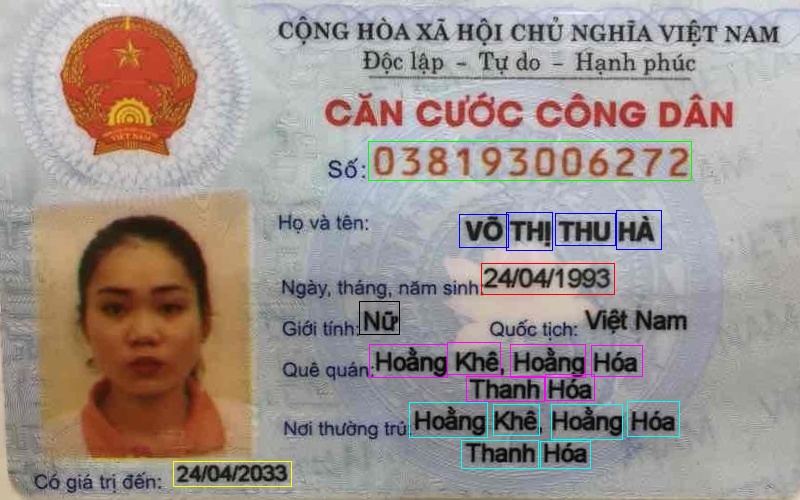 CỘNG HÒA XÃ HỘI CHỦ NGHĨA VIỆT NAM
Độc lập - Tự do - Hạnh phúc
CĂN CƯỚC CÔNG DÂN
Số: 038193006272
Họ và tên: VÕ THỊ THU HÀ
Ngày, tháng, năm sinh: 24/04/1993
Giới tính: Nữ Quốc tịch: Việt Nam
Quê quán: Hoằng Khê, Hoằng Hóa
Thanh Hóa
Nơi thường trú: Hoằng Khê, Hoằng Hóa
Thanh Hóa
Có giá trị đến: 24/04/2033
VIỆT NAM